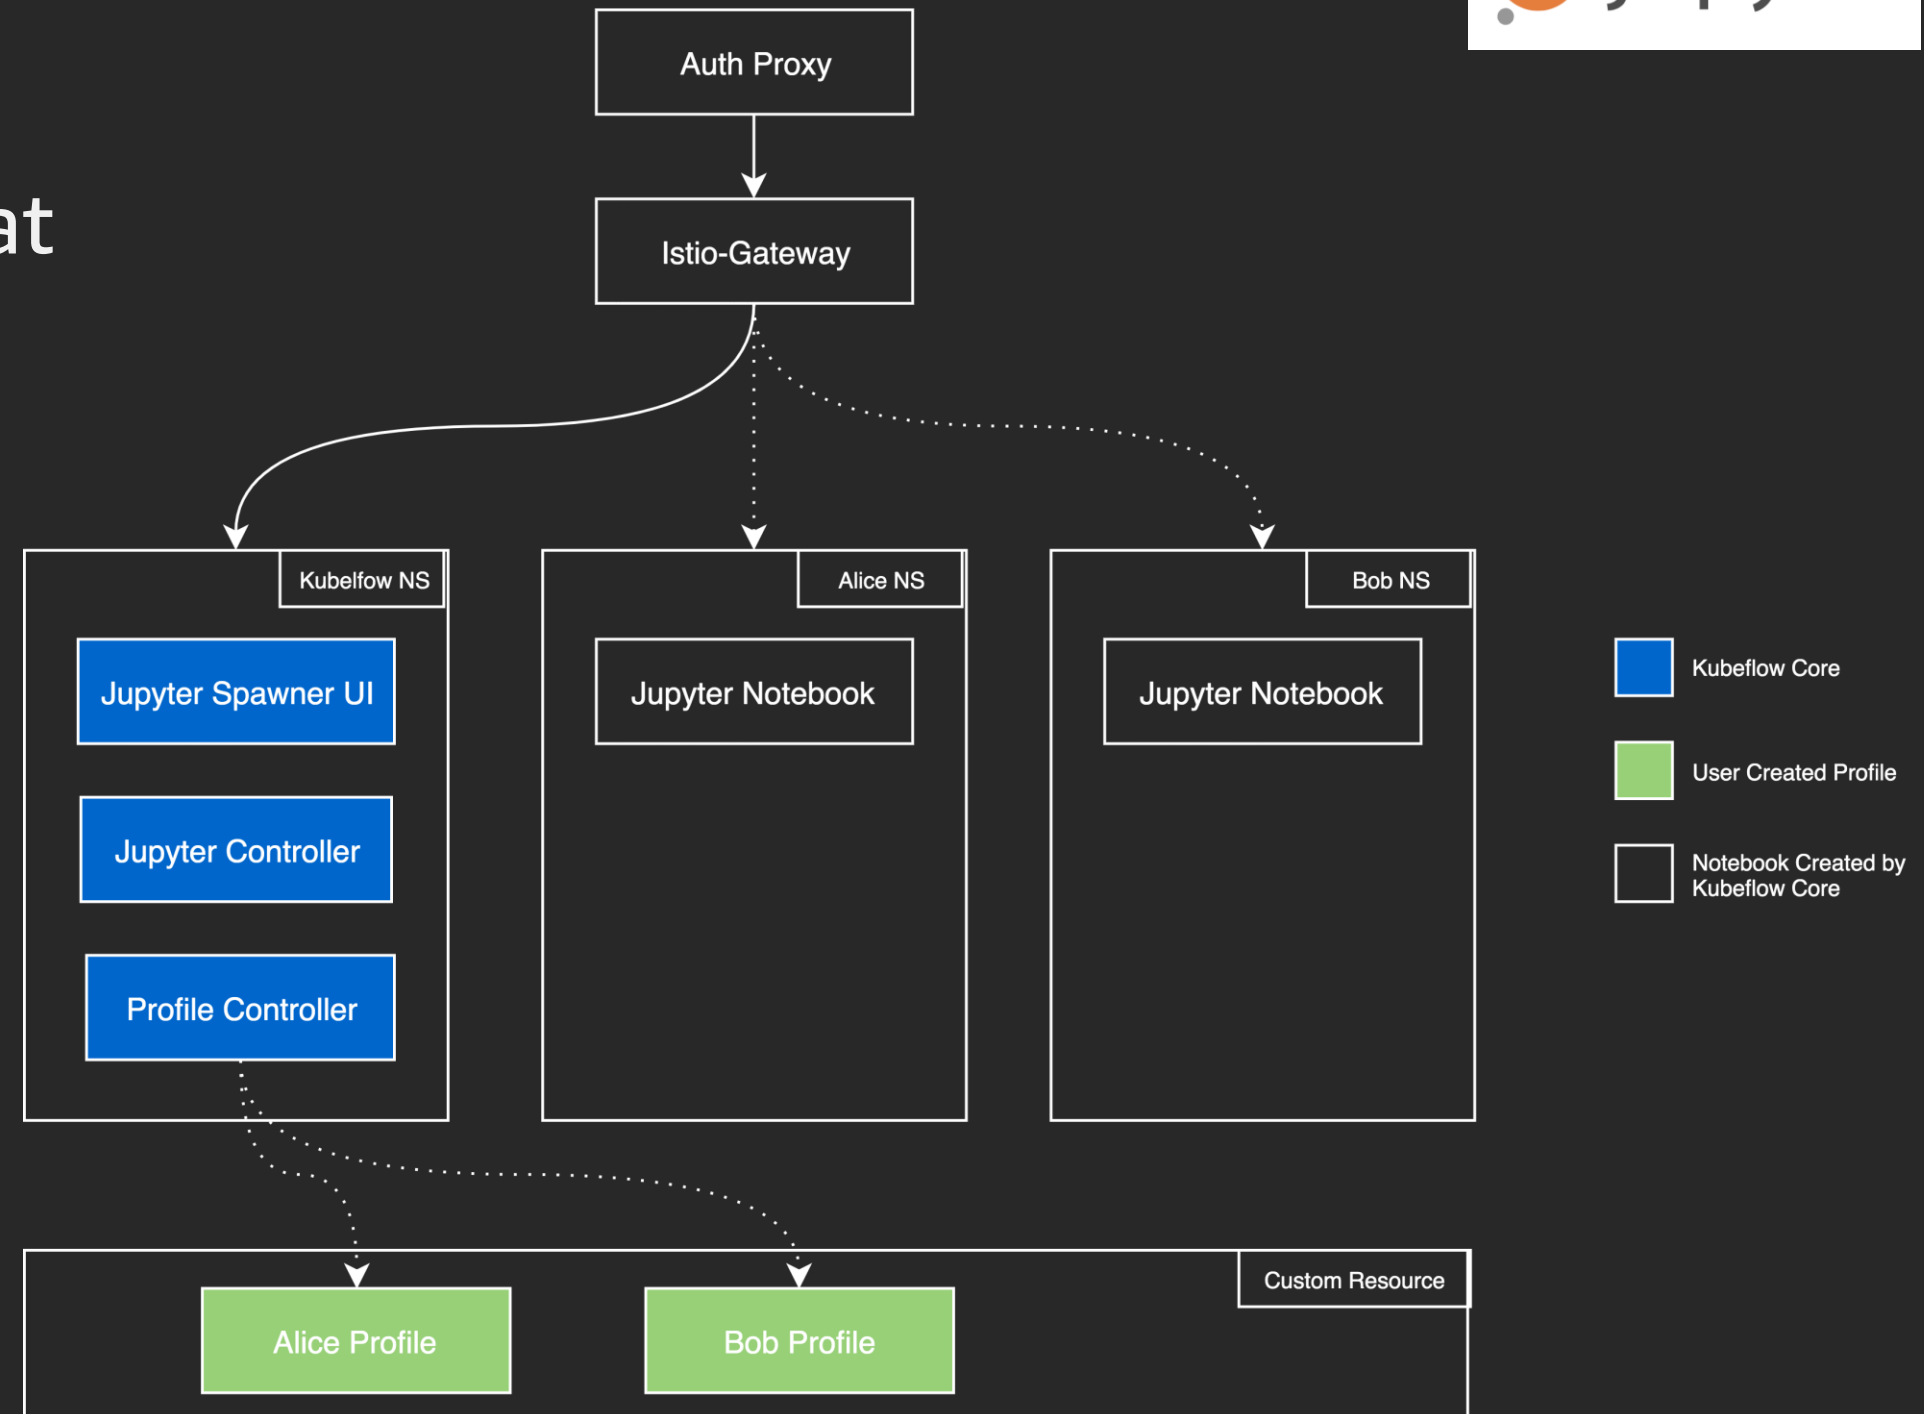 Auth Proxy
at
Istio-Gateway
Kubelfow NS
Alice NS
Bob NS
Jupyter Spawner UI
Jupyter Notebook
Jupyter Notebook
Kubeflow Core
User Created Profile
Jupyter Controller
Notebook Created by
Kubeflow Core
Profile Controller
Custom Resource
Alice Profile
Bob Profile